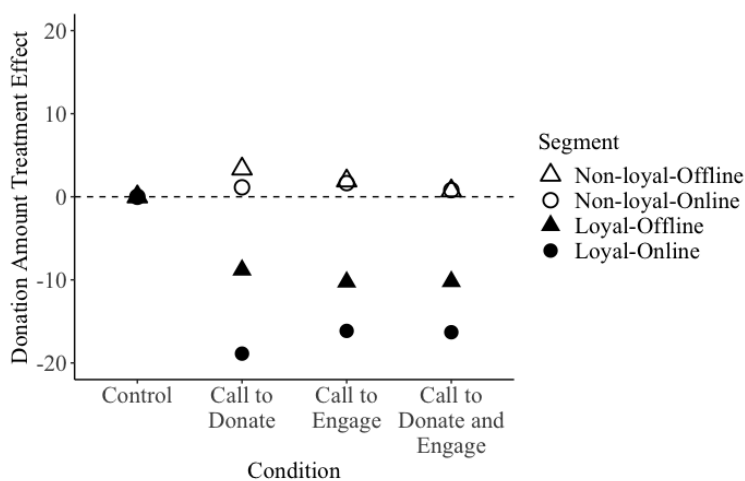 Donation Amount Treatment Effect
20
10
0
-10
-20
Control
Call to
Donate
Call to
Engage
Call to
Donate and
Engage
Condition
Segment
Non-loyal-Offline
Non-loyal-Online
Loyal-Offline
Loyal-Online